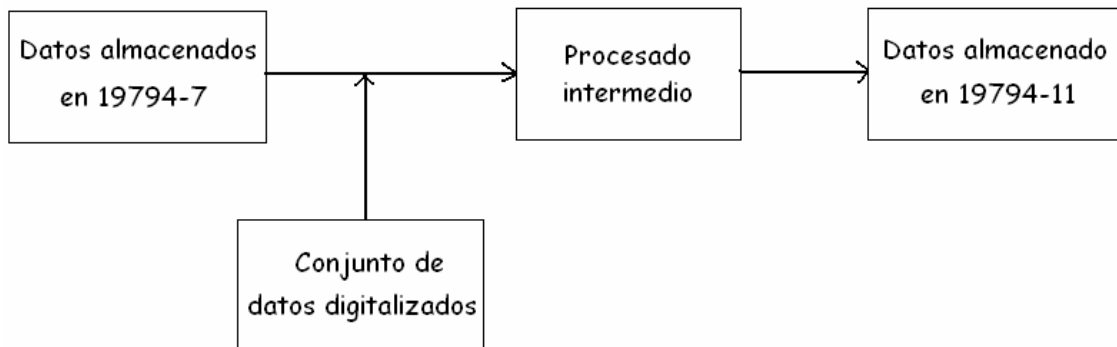 Datos almacenados
en 19794-7
Procesado
intermedio
Datos almacenado
en 19794-11
Conjunto de
datos digitalizados